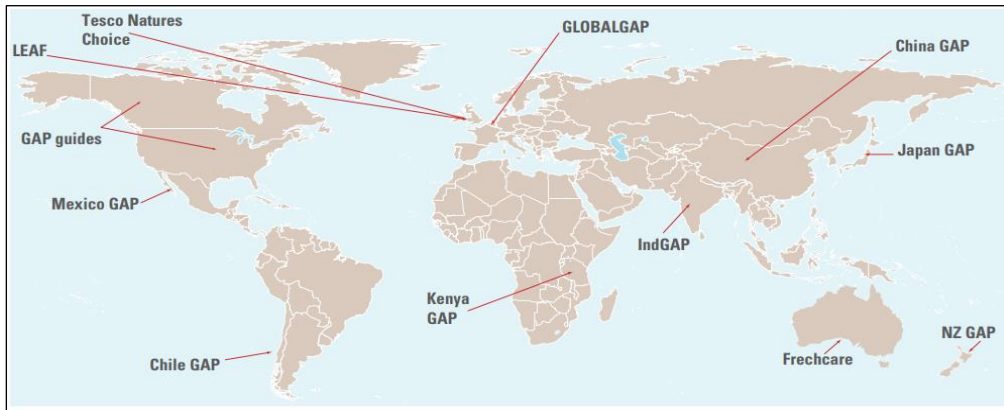 Tesco Natures
Choice
GLOBALGAP
LEAF
China GAP
GAP guides
Japan GAP
Mexico GAP
IndGAP
Kenya
GAP
NZ GAP
Chile GAP
Frechcare